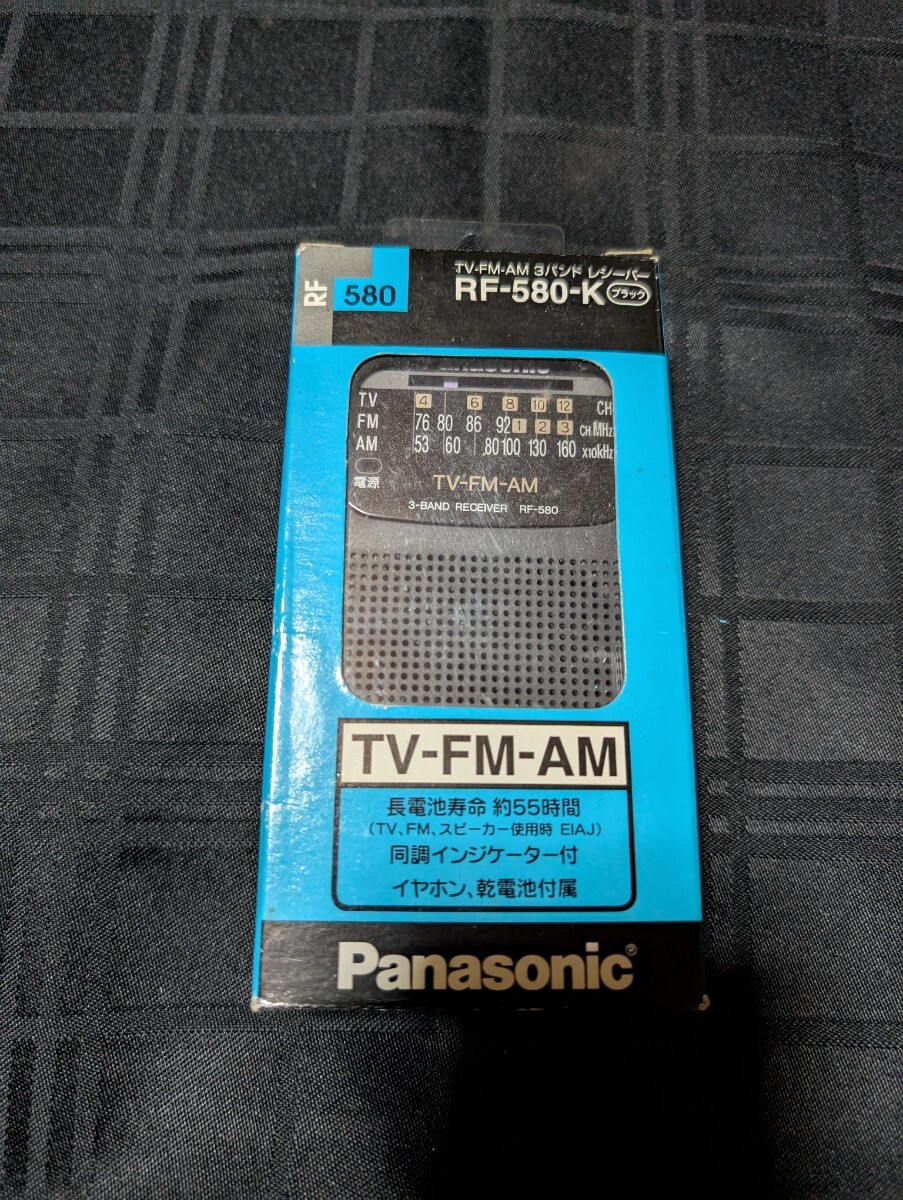 RF
580
TV-FM-AM 3バンド レシーバー
RF-580-K ブラック
Panasonic
TV 4 6 8 10 12 CH
FM 76 80 86 92 1 2 3 CH MHz
AM 53 60 80 100 130 160 x10kHz
電源
TV-FM-AM
3-BAND RECEIVER RF-580
TV-FM-AM
長電池寿命 約55時間
(TV、FM、スピーカー使用時 EIAJ)
同調インジケーター付
イヤホン、乾電池付属
Panasonic®